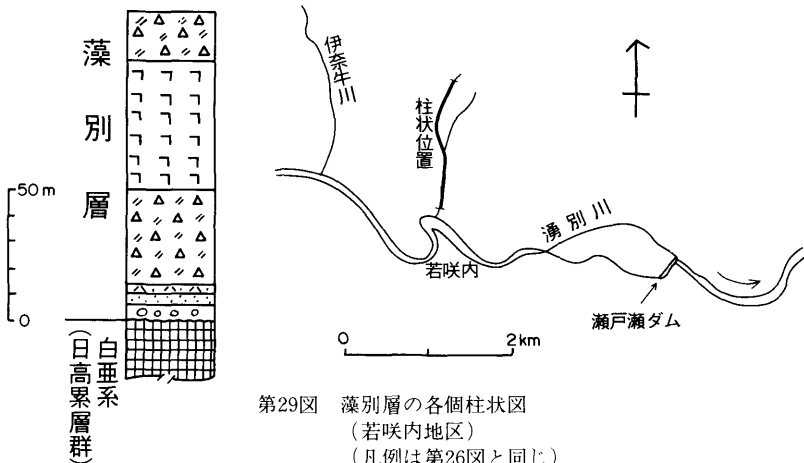 藻別層
50m
0
白亜系
(日高累層群)
伊奈牛川
柱状位置
湧別川
若咲内
瀬戸瀬ダム
0 2km
第29図 藻別層の各個柱状図
(若咲内地区)
(凡例は第26図と同じ)